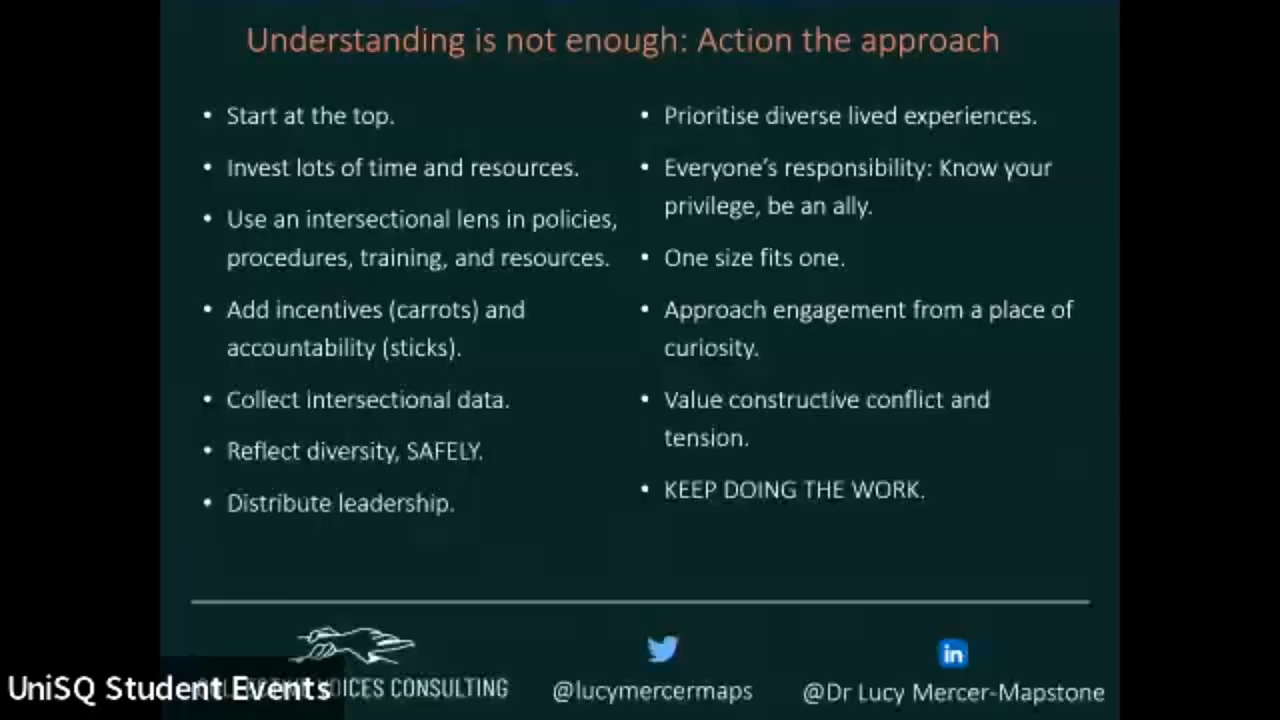 Understanding is not enough: Action the approach
• Start at the top.
• Invest lots of time and resources.
• Use an intersectional lens in policies,
procedures, training, and resources.
• Add incentives (carrots) and
accountability (sticks).
• Collect intersectional data.
• Reflect diversity, SAFELY.
• Distribute leadership.
• Prioritise diverse lived experiences.
• Everyone’s responsibility: Know your
privilege, be an ally.
• One size fits one.
• Approach engagement from a place of
curiosity.
• Value constructive conflict and
tension.
• KEEP DOING THE WORK.
CONSULTING
@lucymercermaps
in
@Dr Lucy Mercer-Mapstone
UniSQ Student Events